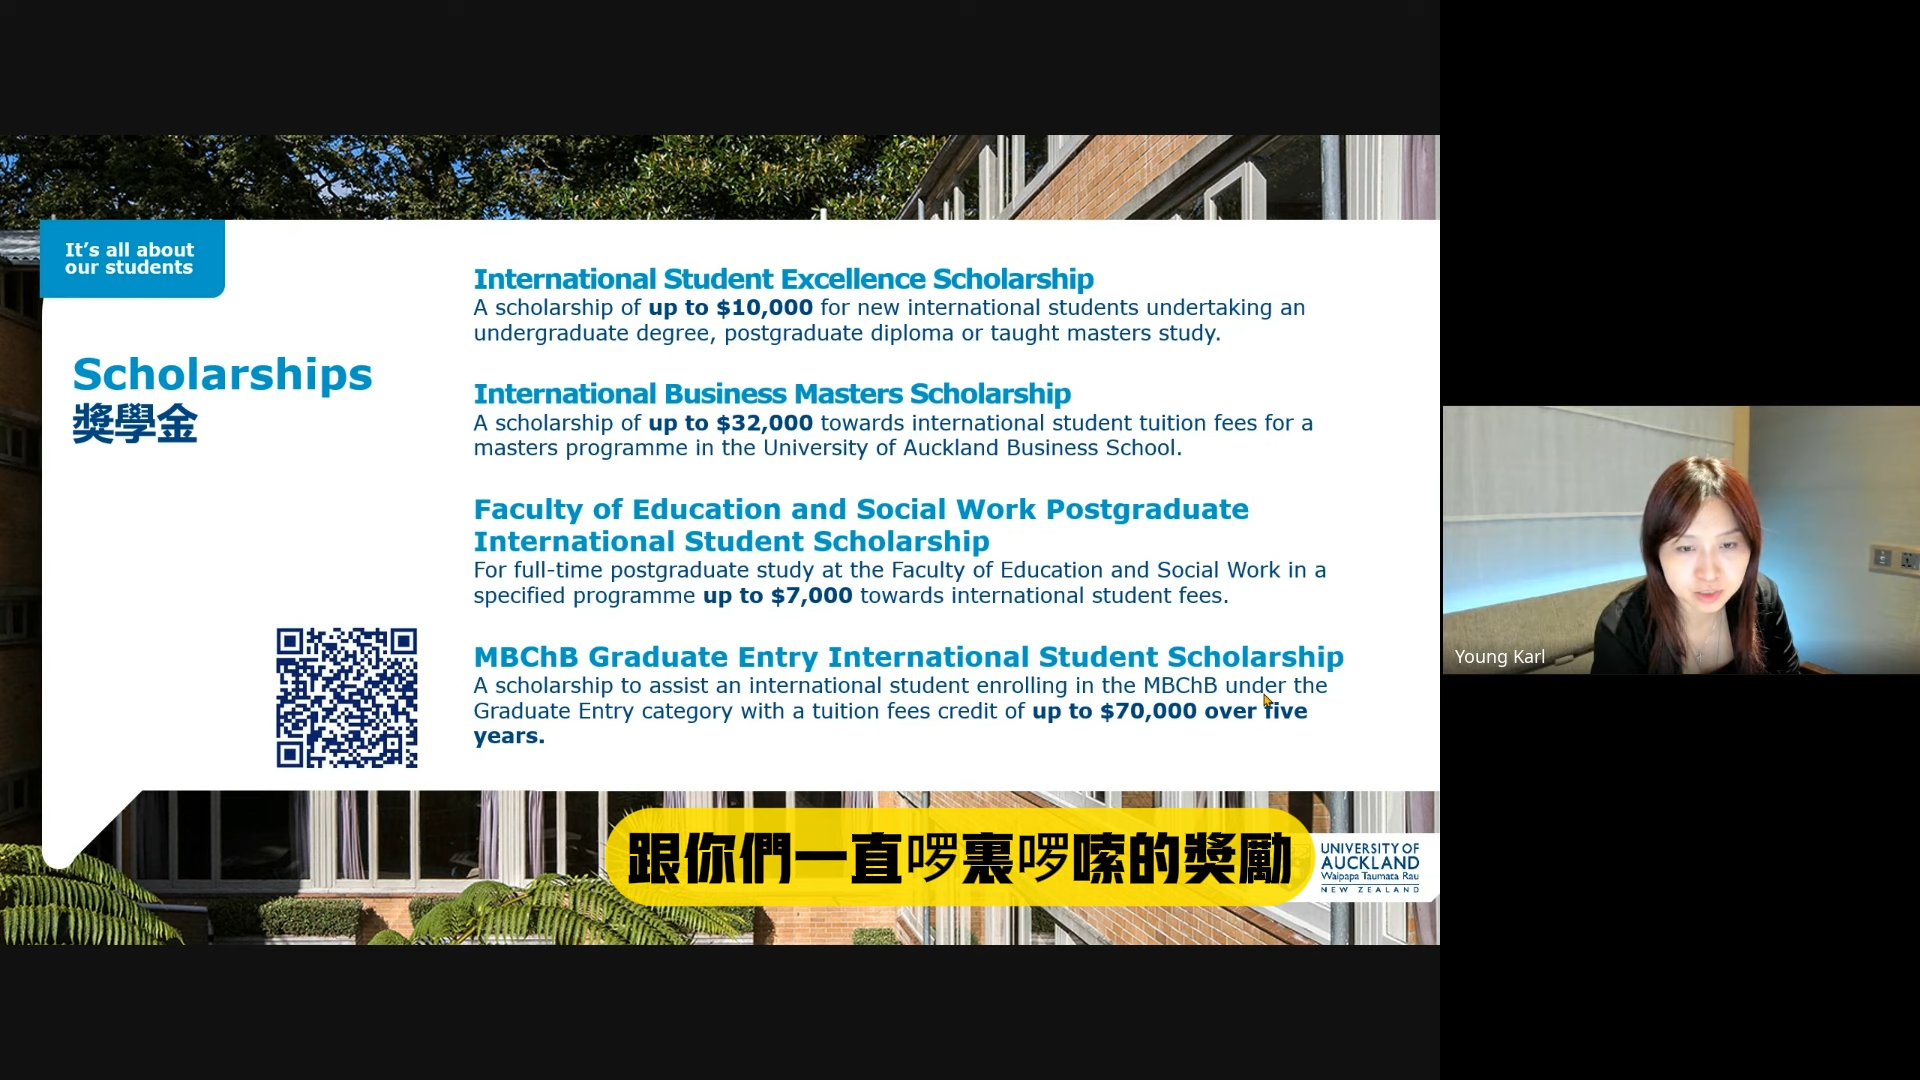 It's all about
our students
Scholarships
獎學金
International Student Excellence Scholarship
A scholarship of up to $10,000 for new international students undertaking an
undergraduate degree, postgraduate diploma or taught masters study.
International Business Masters Scholarship
A scholarship of up to $32,000 towards international student tuition fees for a
masters programme in the University of Auckland Business School.
Faculty of Education and Social Work Postgraduate
International Student Scholarship
For full-time postgraduate study at the Faculty of Education and Social Work in a
specified programme up to $7,000 towards international student fees.
MBChB Graduate Entry International Student Scholarship
A scholarship to assist an international student enrolling in the MBChB under the
Graduate Entry category with a tuition fees credit of up to $70,000 over five
years.
跟你們一直啰裏啰嗦的獎勵
UNIVERSITY OF
AUCKLAND
Waipapa Taumata Rau
NEW ZEALAND
Young Karl